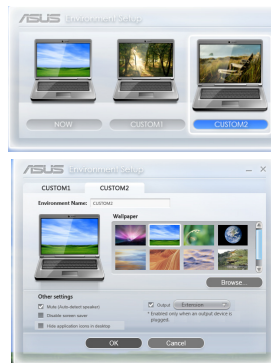 ASUS Environment Setup
NOW
CUSTOM1
CUSTOM2
ASUS Environment Setup
CUSTOM1
CUSTOM2
Environment Name: CUSTOM2
Wallpaper
Browse...
Other settings
Mute (Auto detect speaker)
Disable screen saver
Hide application icons in desktop
Output Extension
* Enabled only when an output device is
plugged.
OK
Cancel